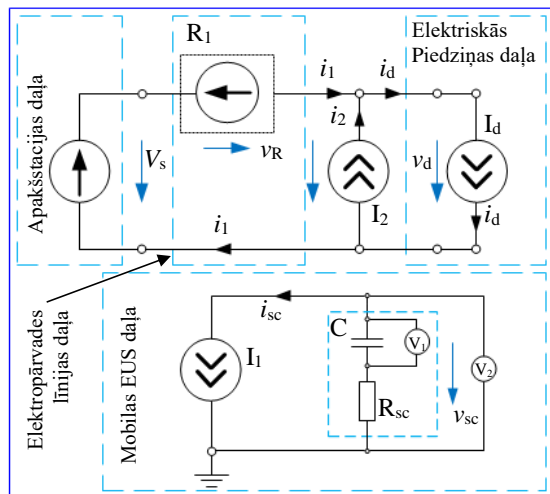 Apakšstacijas daļa
R1
Elektriskās
Piedziņas daļa
i1
id
i2
Id
Vs
vR
vd
I2
id
i1
Elektropārvades
līnijas daļa
Mobilas EUS daļa
isc
C
V1
I1
Rsc
vsc
V2